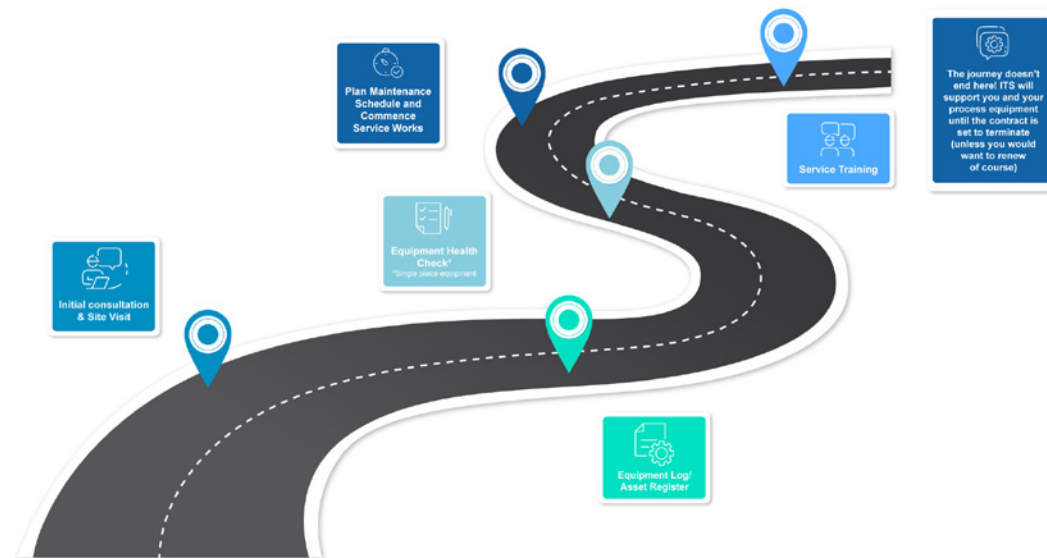 Initial consultation
& Site Visit
Equipment Log/
Asset Register
Equipment Health
Check*
*Single piece equipment
Plan Maintenance
Schedule and
Commence
Service Works
Service Training
The journey doesn't
end here! ITS will
support you and your
process equipment
until the contract is
set to terminate
(unless you would
want to renew
of course)